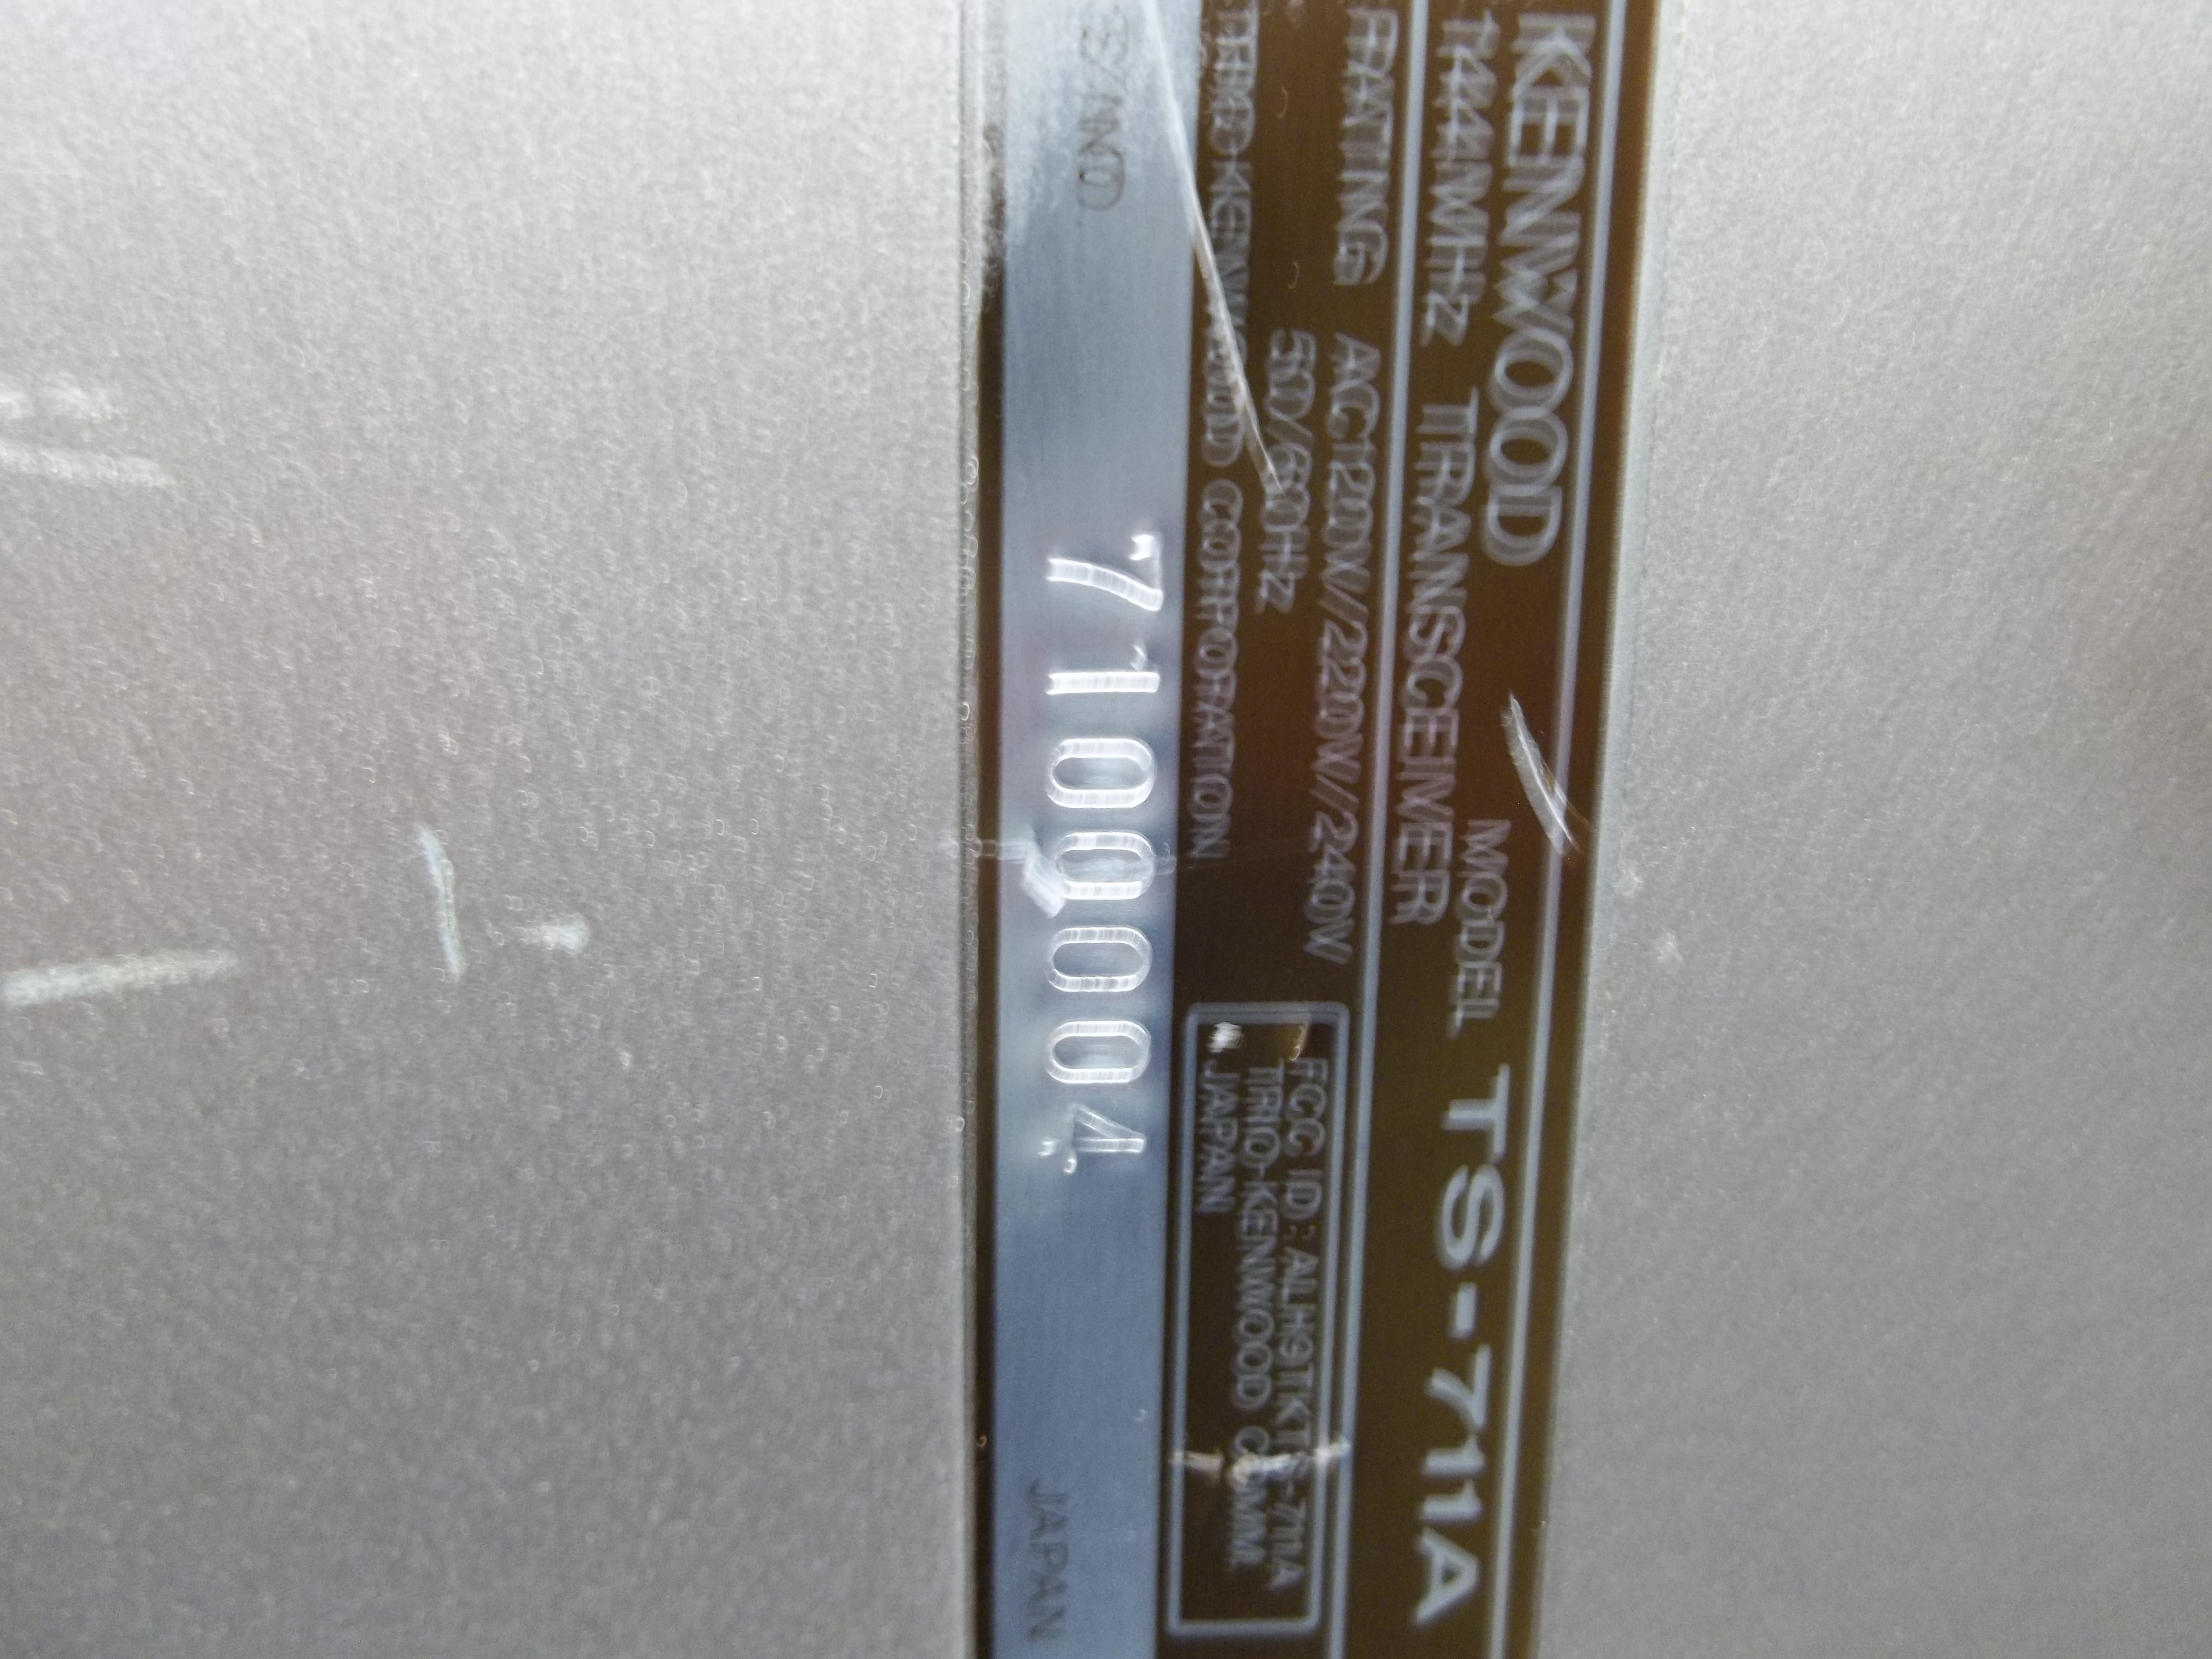 KENWOOD MODEL TS-711A
144MHz TRANSCEIVER
RATING AC120V/220V/240V
50/60Hz
FCC ID : ALH9TKTS-711A
TRIO-KENWOOD COMM.
JAPAN
TRIO-KENWOOD CORPORATION
S/NO. 7100004 JAPAN